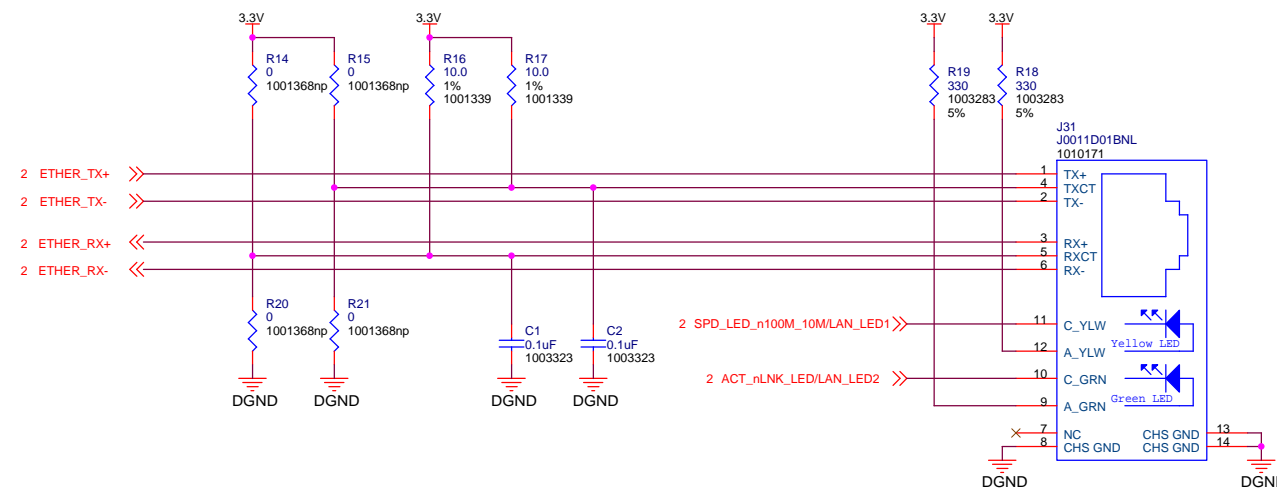 3.3V
3.3V
3.3V
3.3V
R14
0
1001368np
R15
0
1001368np
R16
10.0
1%
1001339
R17
10.0
1%
1001339
R19
330
1003283
5%
R18
330
1003283
5%
J31
J0011D01BNL
1010171
2 ETHER_TX+
1 TX+
4 TXCT
2 ETHER_TX-
2 TX-
2 ETHER_RX+
3 RX+
5 RXCT
2 ETHER_RX-
6 RX-
R20
0
1001368np
R21
0
1001368np
C1
0.1uF
1003323
C2
0.1uF
1003323
2 SPD_LED_n100M_10M/LAN_LED1
11 C_YLW
Yellow LED
12 A_YLW
2 ACT_nLNK_LED/LAN_LED2
10 C_GRN
Green LED
9 A_GRN
7 NC
CHS GND 13
8 CHS GND
CHS GND 14
DGND
DGND
DGND
DGND
DGND
DGN